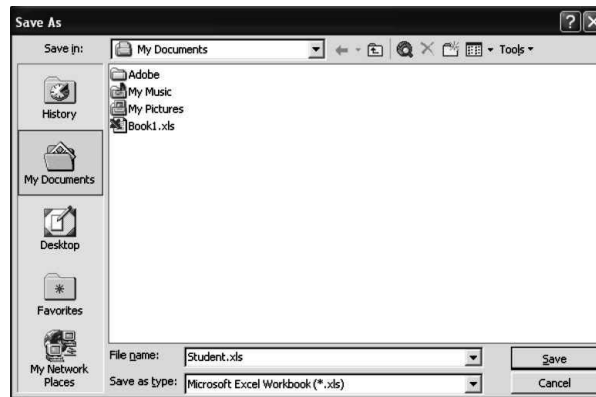 Save As
Save in:
My Documents
Tools
Adobe
My Music
My Pictures
Book1.xls
History
My Documents
Desktop
Favorites
My Network
Places
File name:
Student.xls
Save
Save as type:
Microsoft Excel Workbook (*.xls)
Cancel